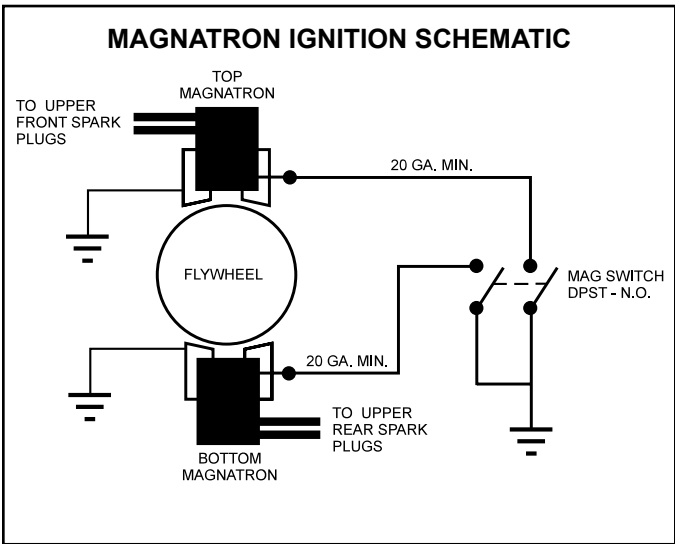 MAGNATRON IGNITION SCHEMATIC
TOP
MAGNATRON
TO UPPER
FRONT SPARK
PLUGS
20 GA. MIN.
FLYWHEEL
MAG SWITCH
DPST - N.O.
20 GA. MIN.
TO UPPER
REAR SPARK
PLUGS
BOTTOM
MAGNATRON